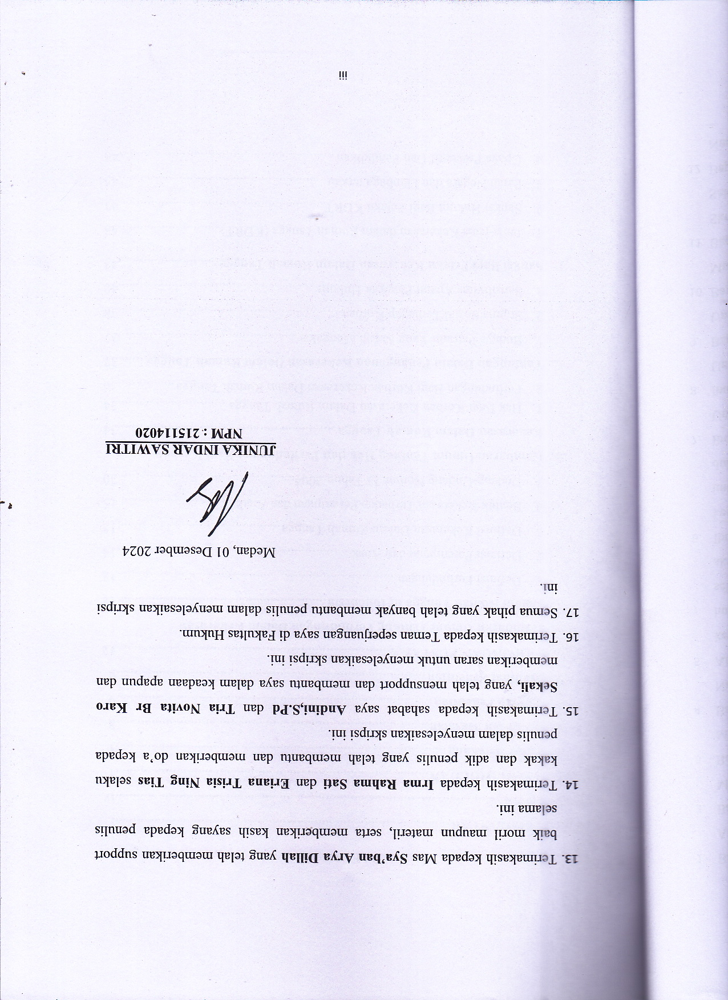 13. Terimakasih kepada Mas Sya'ban Arya Dillah yang telah memberikan support
baik moril maupun materil, serta memberikan kasih sayang kepada penulis
selama ini.
14. Terimakasih kepada Irma Rahma Sati dan Eriana Trisia Ning Tias selaku
kakak dan adik penulis yang telah membantu dan memberikan do'a kepada
penulis dalam menyelesaikan skripsi ini.
15. Terimakasih kepada sahabat saya Andini,S.Pd dan Tria Novita Br Karo
Sekali, yang telah mensupport dan membantu saya dalam keadaan apapun dan
memberikan saran untuk menyelesaikan skripsi ini.
16. Terimakasih kepada Teman seperjuangan saya di Fakultas Hukum.
17. Semua pihak yang telah banyak membantu penulis dalam menyelesaikan skripsi
ini.
Medan, 01 Desember 2024
JUNIKA INDAR SAWITRI
NPM : 2151114020
iii